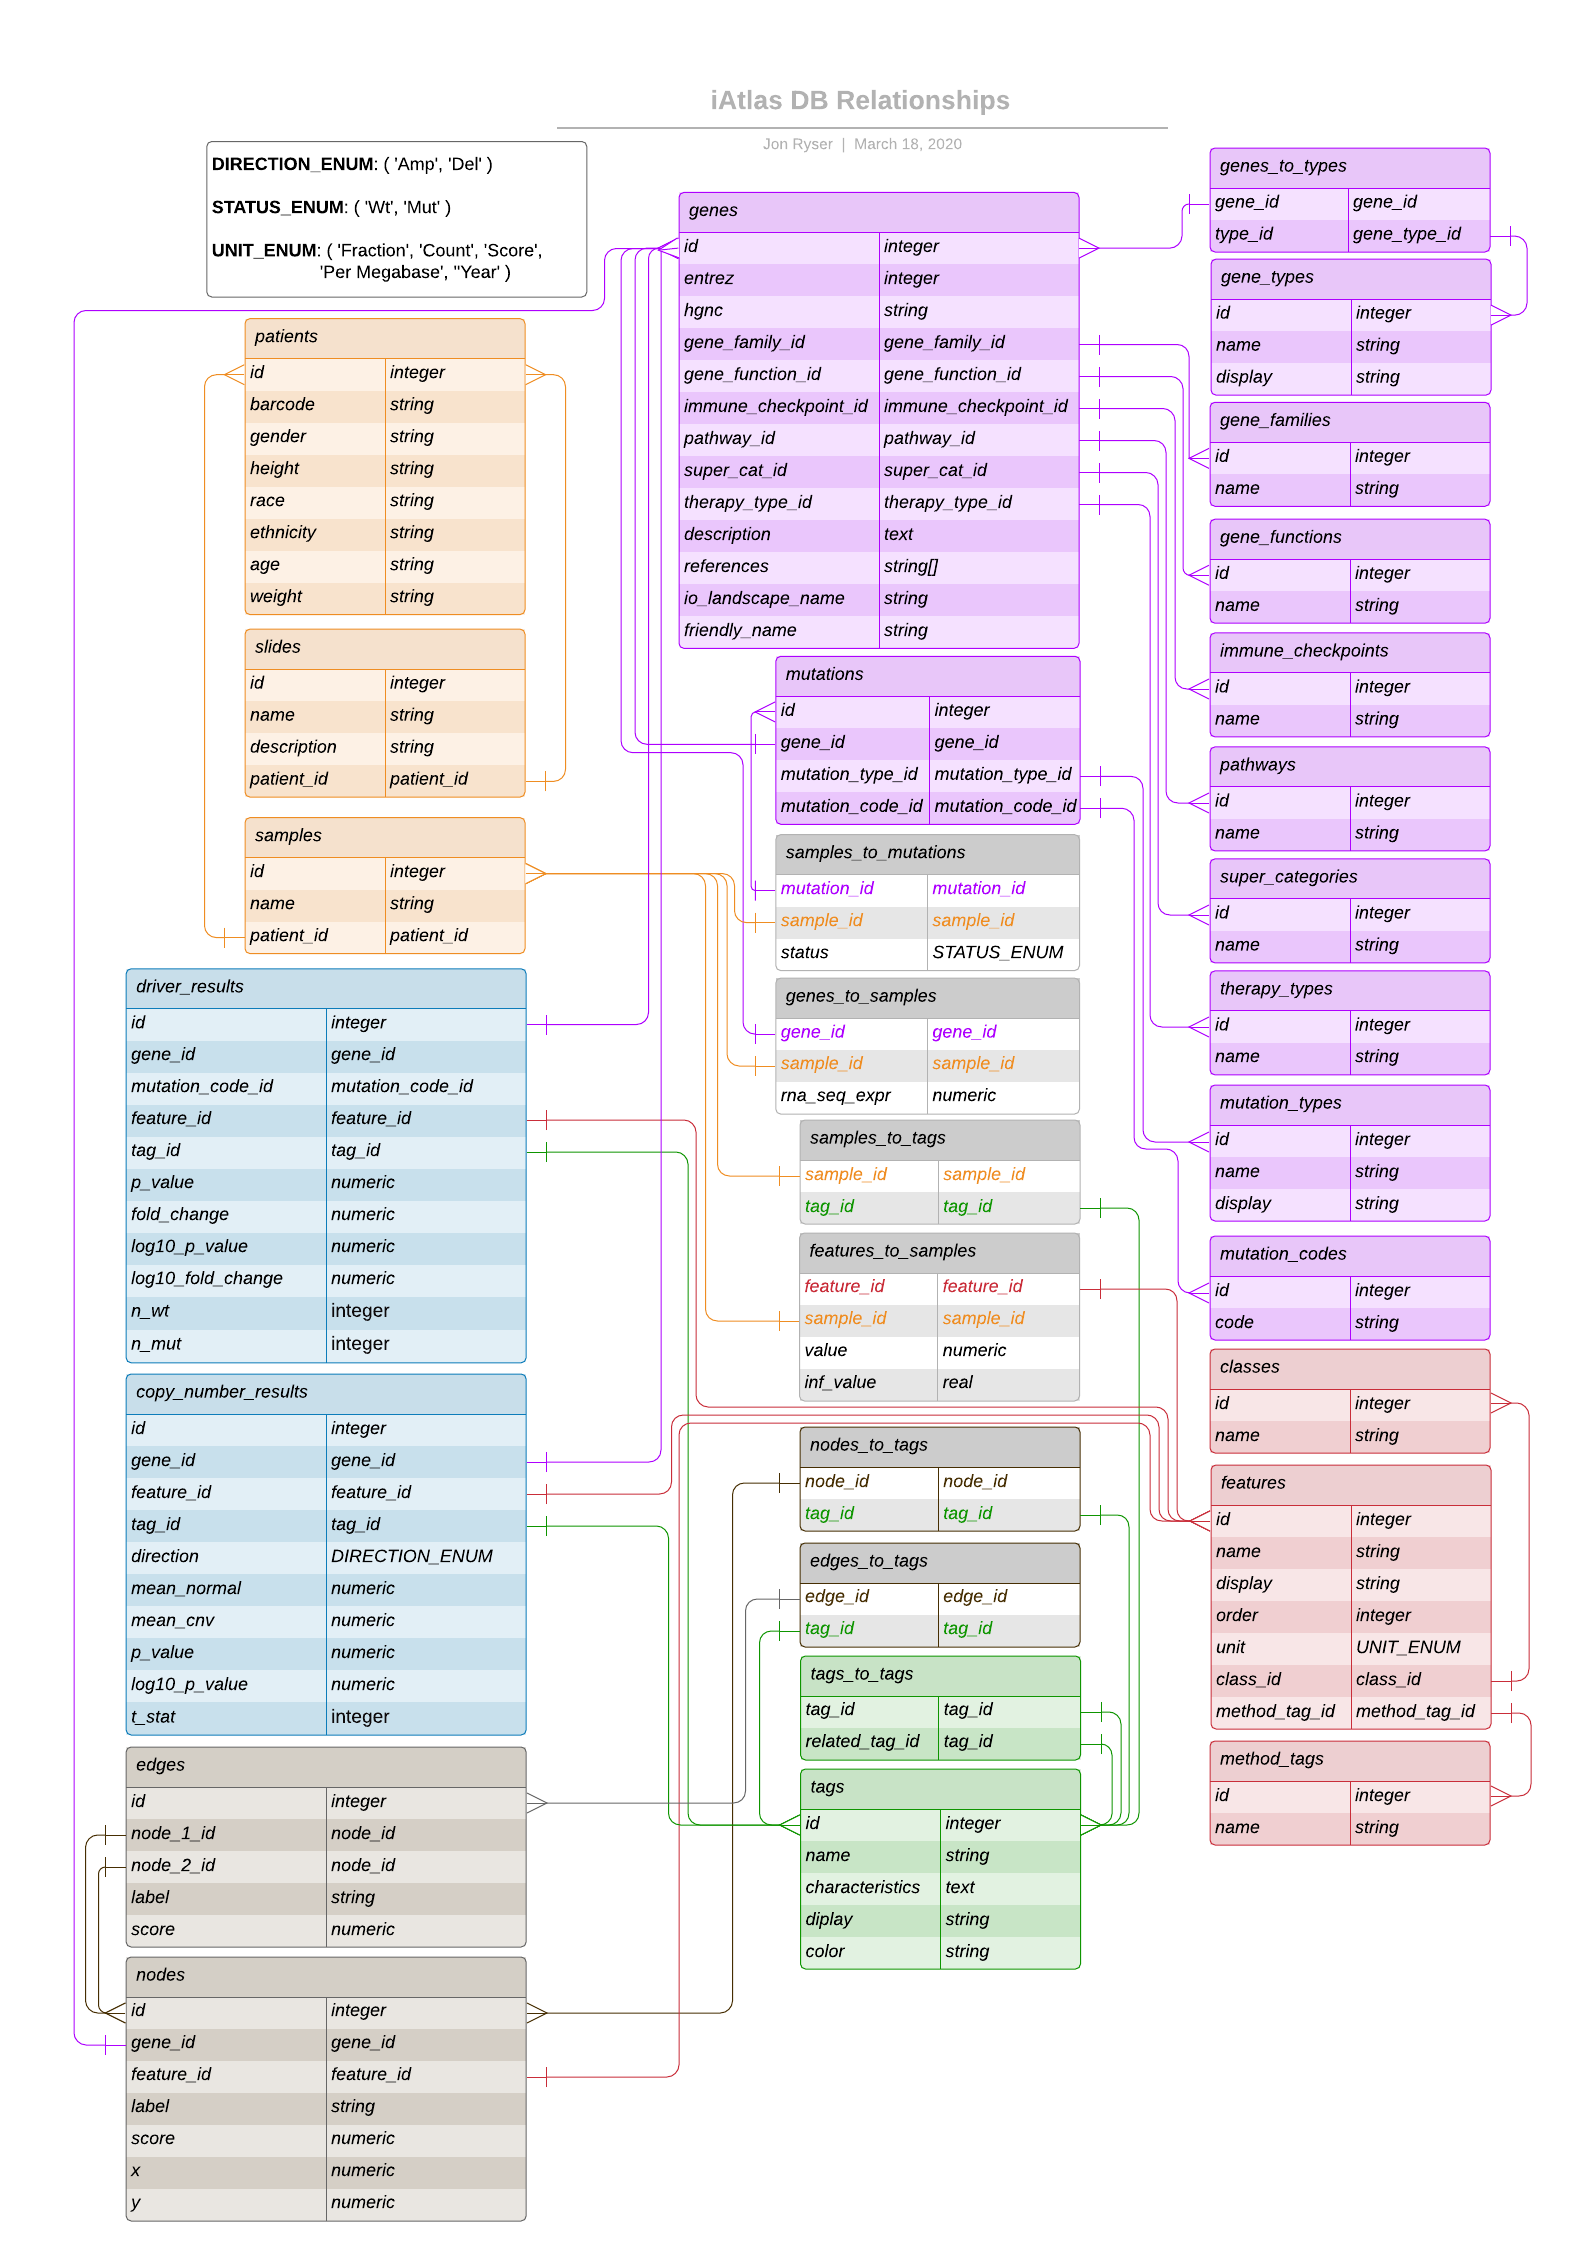 iAtlas DB Relationships
Jon Ryser | March 18, 2020
DIRECTION_ENUM: ( 'Amp', 'Del' )
STATUS_ENUM: ( 'Wt', 'Mut' )
UNIT_ENUM: ( 'Fraction', 'Count', 'Score',
'Per Megabase', "Year' )
patients
id integer
barcode string
gender string
height string
race string
ethnicity string
age string
weight string
slides
id integer
name string
description string
patient_id patient_id
samples
id integer
name string
patient_id patient_id
driver_results
id integer
gene_id gene_id
mutation_code_id mutation_code_id
feature_id feature_id
tag_id tag_id
p_value numeric
fold_change numeric
log10_p_value numeric
log10_fold_change numeric
n_wt integer
n_mut integer
copy_number_results
id integer
gene_id gene_id
feature_id feature_id
tag_id tag_id
direction DIRECTION_ENUM
mean_normal numeric
mean_cnv numeric
p_value numeric
log10_p_value numeric
t_stat integer
edges
id integer
node_1_id node_id
node_2_id node_id
label string
score numeric
nodes
id integer
gene_id gene_id
feature_id feature_id
label string
score numeric
x numeric
y numeric
genes
id integer
entrez integer
hgnc string
gene_family_id gene_family_id
gene_function_id gene_function_id
immune_checkpoint_id immune_checkpoint_id
pathway_id pathway_id
super_cat_id super_cat_id
therapy_type_id therapy_type_id
description text
references string[]
io_landscape_name string
friendly_name string
mutations
id integer
gene_id gene_id
mutation_type_id mutation_type_id
mutation_code_id mutation_code_id
samples_to_mutations
mutation_id mutation_id
sample_id sample_id
status STATUS_ENUM
genes_to_samples
gene_id gene_id
sample_id sample_id
rna_seq_expr numeric
samples_to_tags
sample_id sample_id
tag_id tag_id
features_to_samples
feature_id feature_id
sample_id sample_id
value numeric
inf_value real
nodes_to_tags
node_id node_id
tag_id tag_id
edges_to_tags
edge_id edge_id
tag_id tag_id
tags_to_tags
tag_id tag_id
related_tag_id tag_id
tags
id integer
name string
characteristics text
diplay string
color string
genes_to_types
gene_id gene_id
type_id gene_type_id
gene_types
id integer
name string
display string
gene_families
id integer
name string
gene_functions
id integer
name string
immune_checkpoints
id integer
name string
pathways
id integer
name string
super_categories
id integer
name string
therapy_types
id integer
name string
mutation_types
id integer
name string
display string
mutation_codes
id integer
code string
classes
id integer
name string
features
id integer
name string
display string
order integer
unit UNIT_ENUM
class_id class_id
method_tag_id method_tag_id
method_tags
id integer
name string